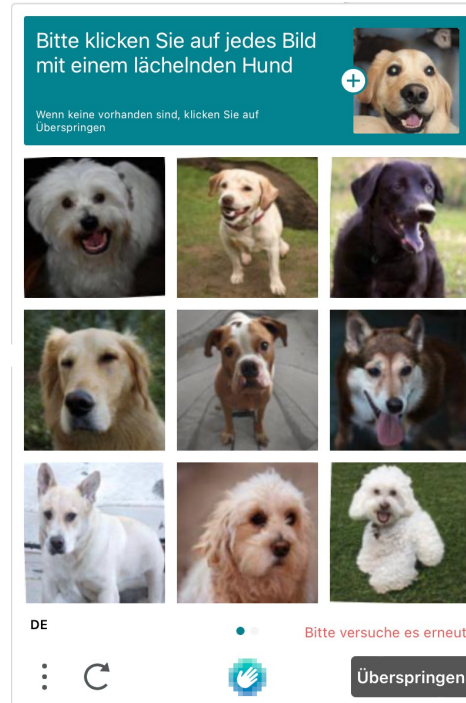 Bitte klicken Sie auf jedes Bild
mit einem lächelnden Hund
Wenn keine vorhanden sind, klicken Sie auf
Überspringen
DE
Bitte versuche es erneut
Überspringen